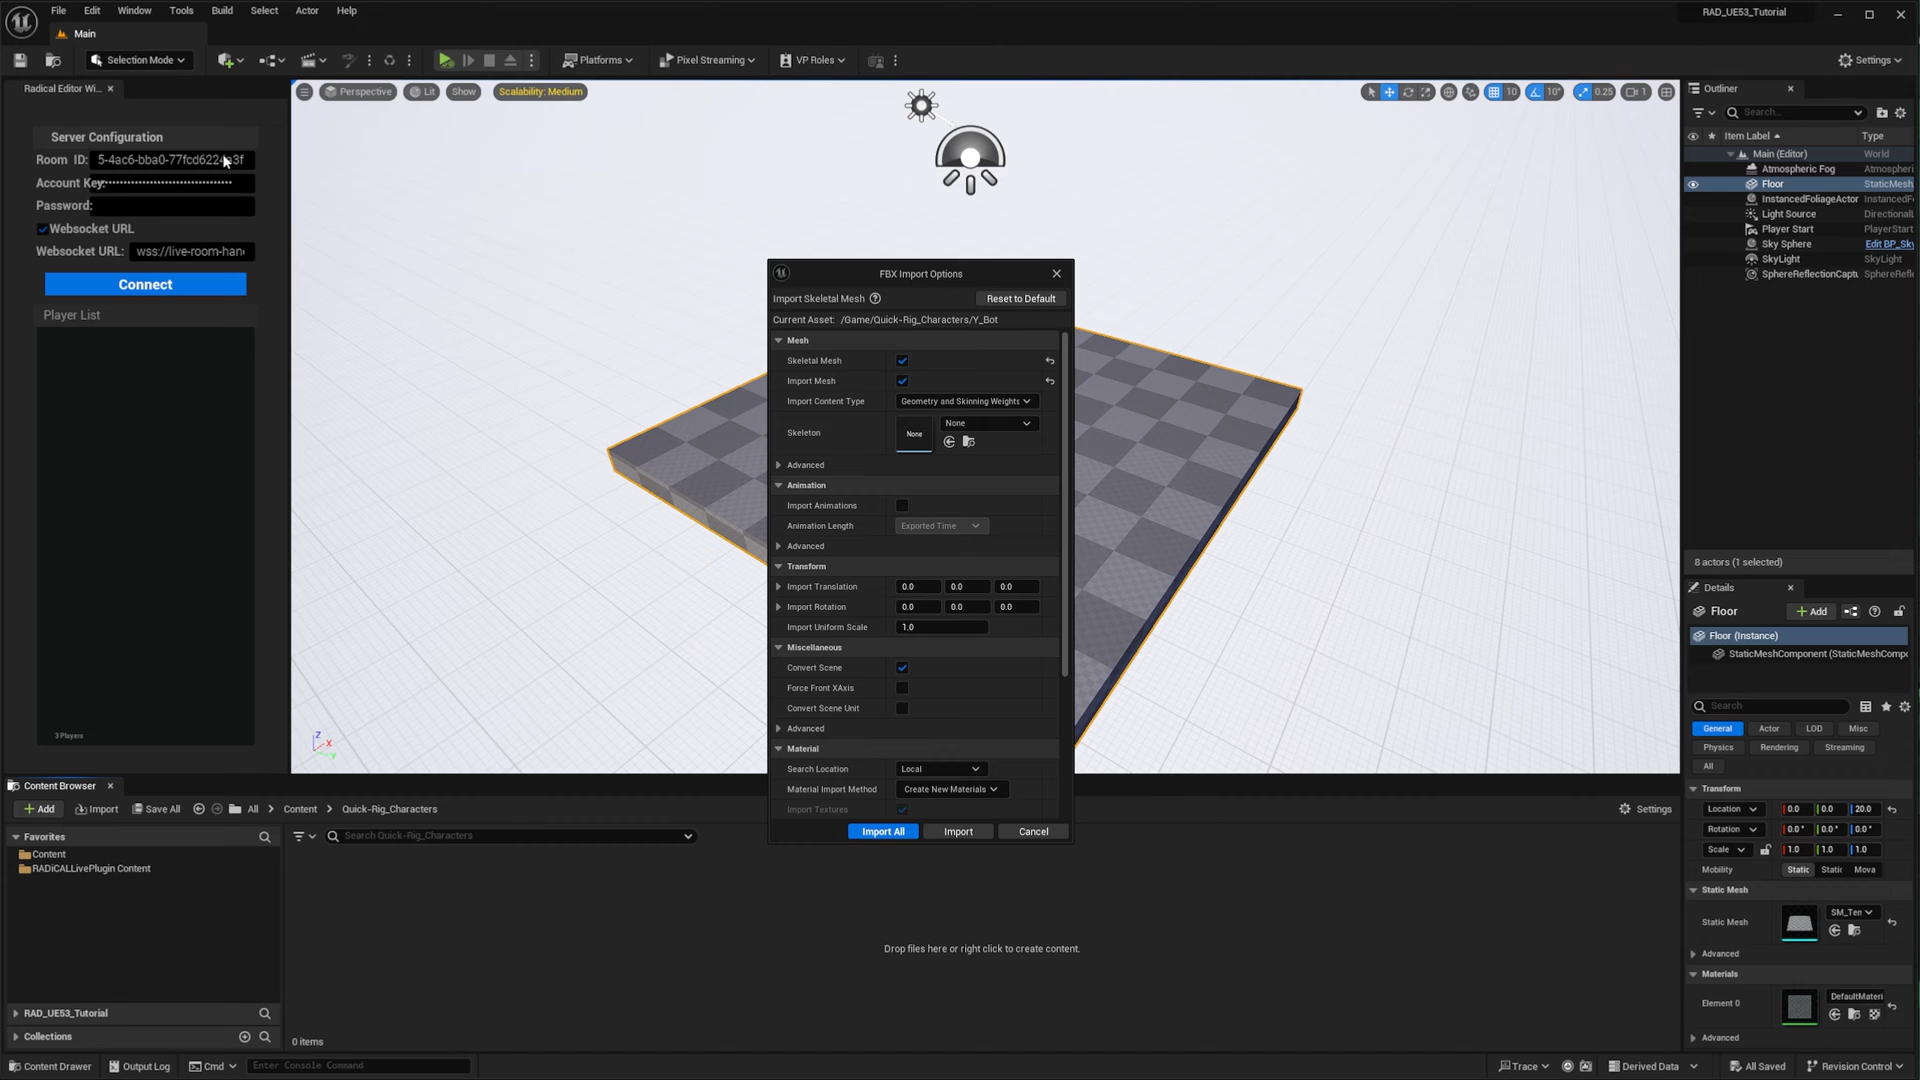 File Edit Window Tools Build Select Actor Help
RAD_UE53_Tutorial
Main
Selection Mode
Platforms
Pixel Streaming
VP Roles
Settings
Radical Editor Wi...
Perspective
Lit
Show
Scalability: Medium
10
10°
0.25
1
Server Configuration
Room ID: 5-4ac6-bba0-77fcd6224a3f
Account Key:
Password:
Websocket URL
Websocket URL: wss://live-room-han
Connect
Player List
3 Players
FBX Import Options
Import Skeletal Mesh
Reset to Default
Current Asset: /Game/Quick-Rig_Characters/Y_Bot
Mesh
Skeletal Mesh
Import Mesh
Import Content Type Geometry and Skinning Weights
Skeleton None None
Advanced
Animation
Import Animations
Animation Length Exported Time
Advanced
Transform
Import Translation 0.0 0.0 0.0
Import Rotation 0.0 0.0 0.0
Import Uniform Scale 1.0
Miscellaneous
Convert Scene
Force Front XAxis
Convert Scene Unit
Advanced
Material
Search Location Local
Material Import Method Create New Materials
Import Textures
Import All Import Cancel
Z
X
Y
Outliner
Search...
Item Label Type
Main (Editor) World
Atmospheric Fog Atmospheri
Floor StaticMesh
InstancedFoliageActor InstancedF
Light Source Directional
Player Start PlayerStart
Sky Sphere Edit BP_Sky
SkyLight SkyLight
SphereReflectionCaptu SphereRefle
8 actors (1 selected)
Details
Floor
Add
Floor (Instance)
StaticMeshComponent (StaticMeshCompo
Search
General Actor LOD Misc
Physics Rendering Streaming
All
Transform
Location 0.0 0.0 20.0
Rotation 0.0° 0.0° 0.0°
Scale 1.0 1.0 1.0
Mobility Static Static Mova
Static Mesh
Static Mesh SM_Tem
Advanced
Materials
Element 0 DefaultMateri
Advanced
Content Browser
Add Import Save All All Content Quick-Rig_Characters
Settings
Favorites
Search Quick-Rig_Characters
Content
RADiCALLivePlugin Content
Drop files here or right click to create content.
RAD_UE53_Tutorial
Collections
0 items
Content Drawer Output Log Cmd Enter Console Command
Trace Derived Data All Saved Revision Control